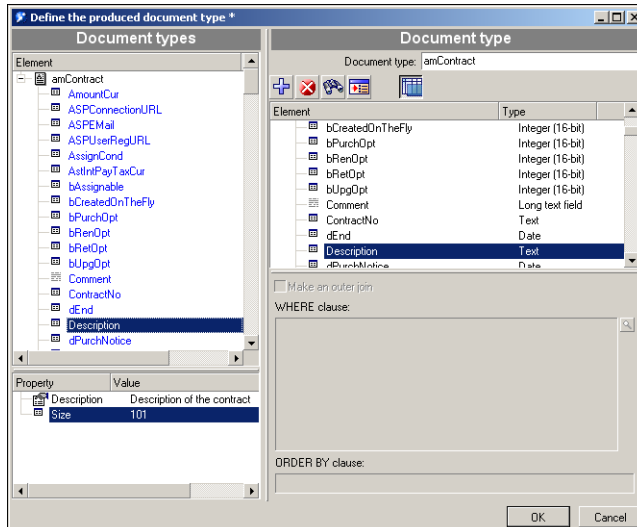 Define the produced document type *
Document types
Element
amContract
AmountCur
ASPConnectionURL
ASPEMail
ASPUserRegURL
AssignCond
AstIntPayTaxCur
bAssignable
bCreatedOnTheFly
bPurchOpt
bRenOpt
bRetOpt
bUpgOpt
Comment
ContractNo
dEnd
Description
dPurchNotice
Property Value
Description Description of the contract
Size 101
Document type
Document type: amContract
Element Type
bCreatedOnTheFly Integer (16-bit)
bPurchOpt Integer (16-bit)
bRenOpt Integer (16-bit)
bRetOpt Integer (16-bit)
bUpgOpt Integer (16-bit)
Comment Long text field
ContractNo Text
dEnd Date
Description Text
dPurchNotice Date
Make an outer join
WHERE clause:
ORDER BY clause:
OK Cancel